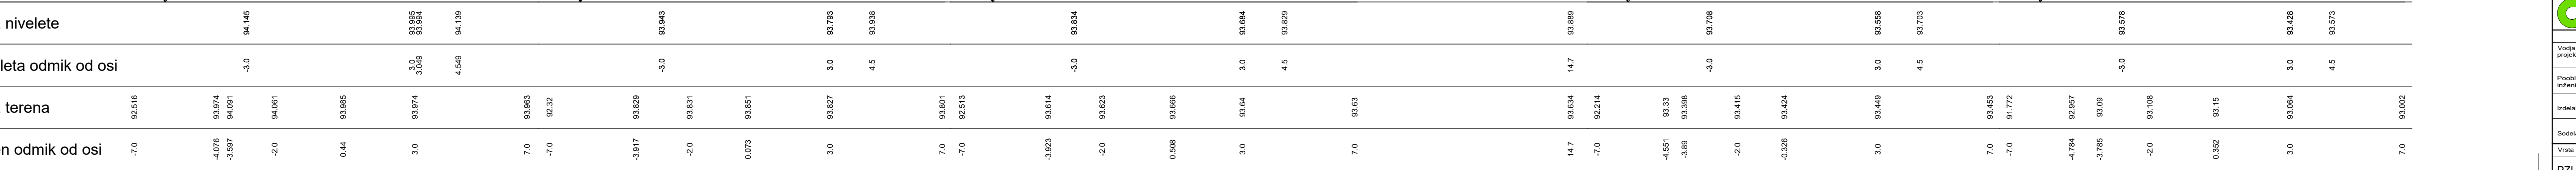 nivelete 94.145 93.995 93.994 94.139 93.943 93.793 93.938 93.834 93.684 93.829 93.889 93.708 93.558 93.703 93.578 93.428 93.573
leta odmik od osi -3.0 3.0 3.049 4.549 -3.0 3.0 4.5 -3.0 3.0 4.5 14.7 -3.0 3.0 4.5 -3.0 3.0 4.5
terena 92.516 93.974 94.091 94.061 93.985 93.974 93.963 92.32 93.829 93.831 93.851 93.827 93.801 92.513 93.614 93.623 93.666 93.64 93.63 93.634 92.214 93.33 93.398 93.415 93.424 93.449 93.453 91.772 92.957 93.09 93.108 93.15 93.064 93.002
n odmik od osi -7.0 -4.076 -3.597 -2.0 0.44 3.0 7.0 -7.0 -3.917 -2.0 0.073 3.0 7.0 -7.0 -3.923 -2.0 0.508 3.0 7.0 14.7 -7.0 -4.551 -3.89 -2.0 -0.326 3.0 7.0 -7.0 -4.784 -3.785 -2.0 0.352 3.0 7.0
Vodja
projek
Poobl
inženi
Izdela
Sodel
Vrsta
PZI